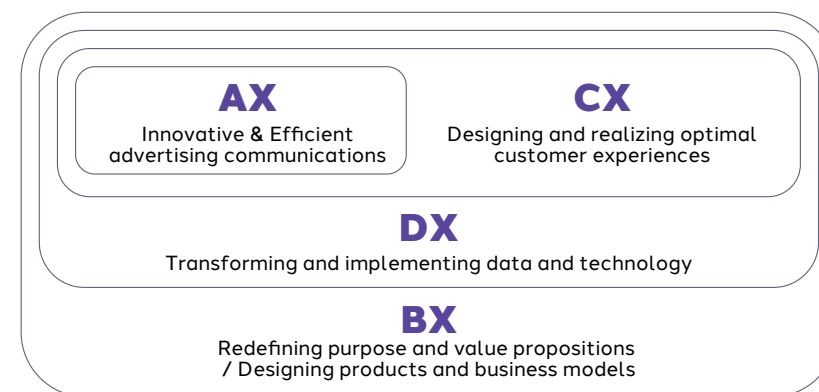 AX
Innovative & Efficient
advertising communications
CX
Designing and realizing optimal
customer experiences
DX
Transforming and implementing data and technology
BX
Redefining purpose and value propositions
/ Designing products and business models